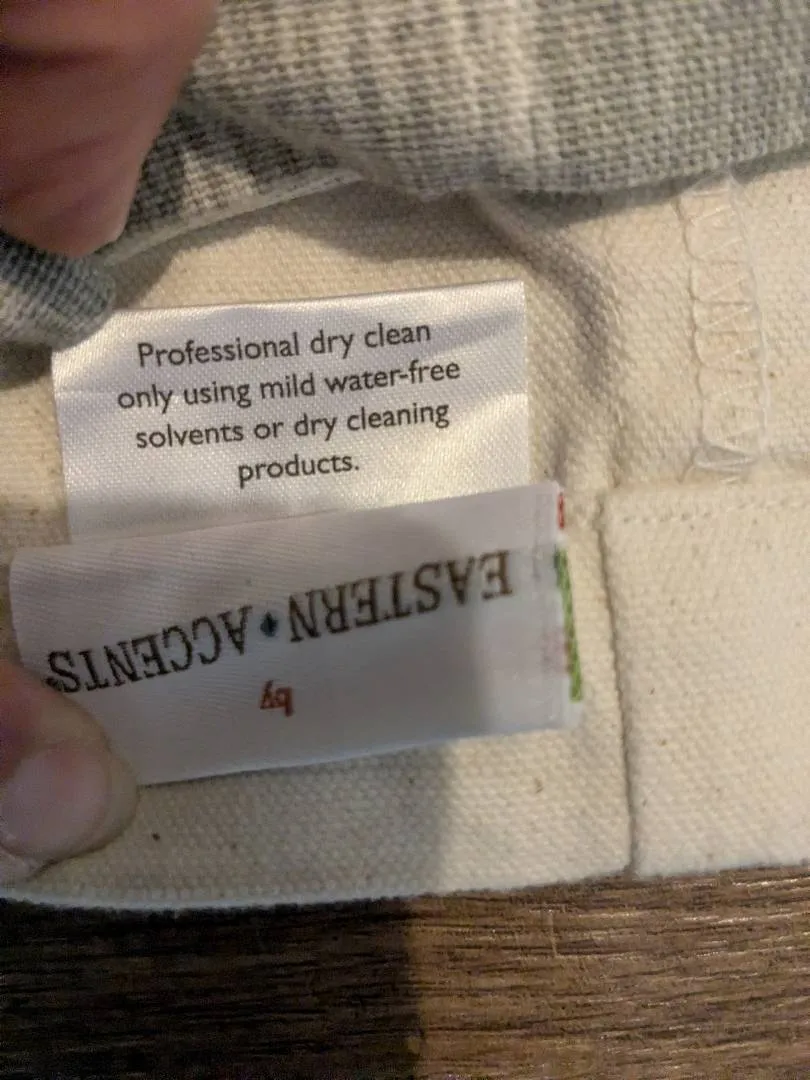 Professional dry clean
only using mild water-free
solvents or dry cleaning
products.
by
EASTERN ACCENTS